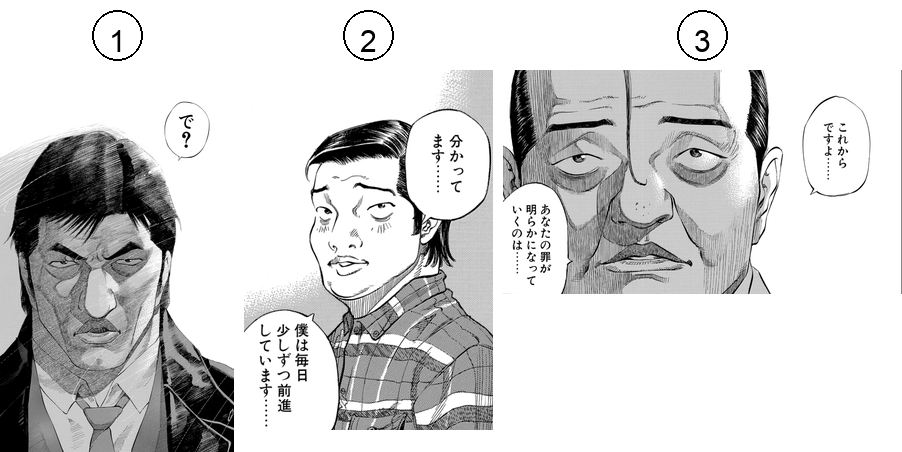 1
で?
2
分かって
ます……
僕は毎日
少しずつ前進
しています……
3
これから
ですよ……
あなたの罪が
明らかになって
いくのは……